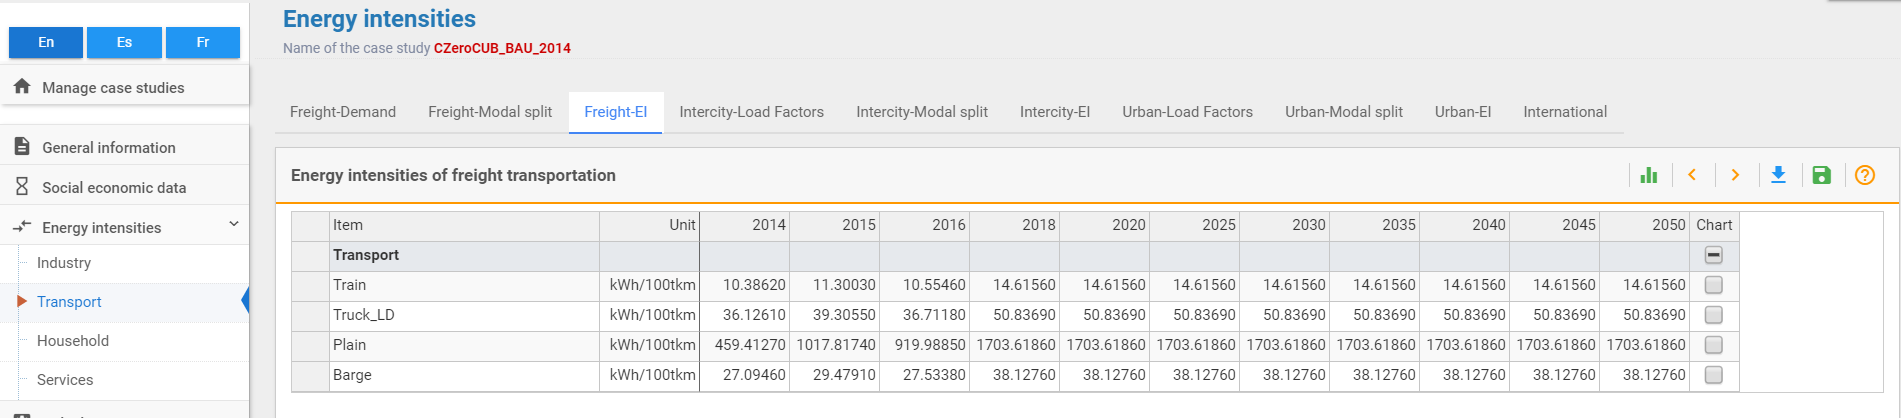 Energy intensities
Name of the case study CZeroCUB_BAU_2014
En Es Fr
Manage case studies
General information
Social economic data
Energy intensities
Industry
Transport
Household
Services
Freight-Demand Freight-Modal split Freight-EI Intercity-Load Factors Intercity-Modal split Intercity-EI Urban-Load Factors Urban-Modal split Urban-EI International
Energy intensities of freight transportation
Item Unit 2014 2015 2016 2018 2020 2025 2030 2035 2040 2045 2050 Chart
Transport
Train kWh/100tkm 10.38620 11.30030 10.55460 14.61560 14.61560 14.61560 14.61560 14.61560 14.61560 14.61560 14.61560
Truck_LD kWh/100tkm 36.12610 39.30550 36.71180 50.83690 50.83690 50.83690 50.83690 50.83690 50.83690 50.83690 50.83690
Plain kWh/100tkm 459.41270 1017.81740 919.98850 1703.61860 1703.61860 1703.61860 1703.61860 1703.61860 1703.61860 1703.61860 1703.61860
Barge kWh/100tkm 27.09460 29.47910 27.53380 38.12760 38.12760 38.12760 38.12760 38.12760 38.12760 38.12760 38.12760